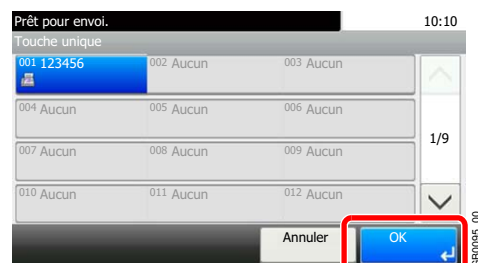 Prêt pour envoi. 10:10
Touche unique
001 123456 002 Aucun 003 Aucun
004 Aucun 005 Aucun 006 Aucun
1/9
007 Aucun 008 Aucun 009 Aucun
010 Aucun 011 Aucun 012 Aucun
Annuler OK